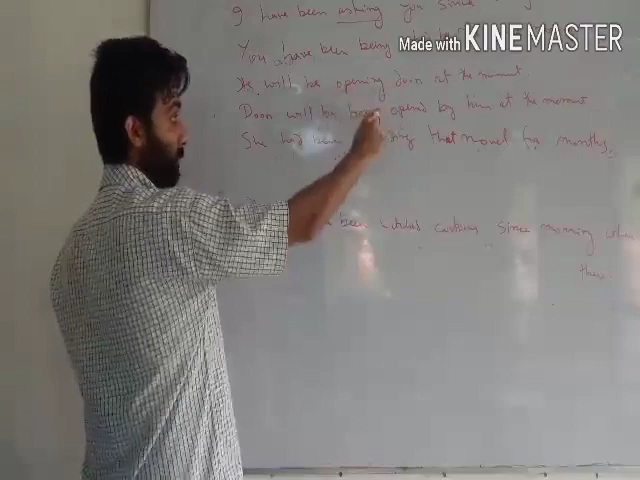 I have been asking you since
You have been being
Made with KINEMASTER
He will be opening door at the moment.
Door will be being opened by him at the moment
She had been that novel for months.
been since morning when
there.